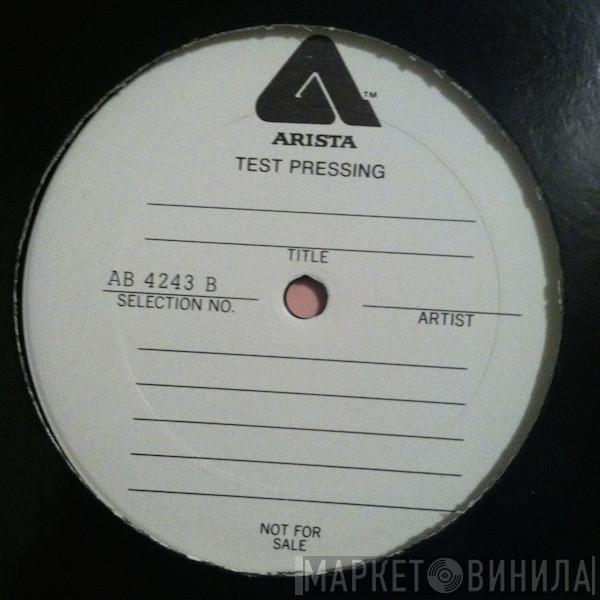 TM
ARISTA
TEST PRESSING
TITLE
AB 4243 B
SELECTION NO.
ARTIST
NOT FOR
SALE
МАРКЕТ ВИНИЛА